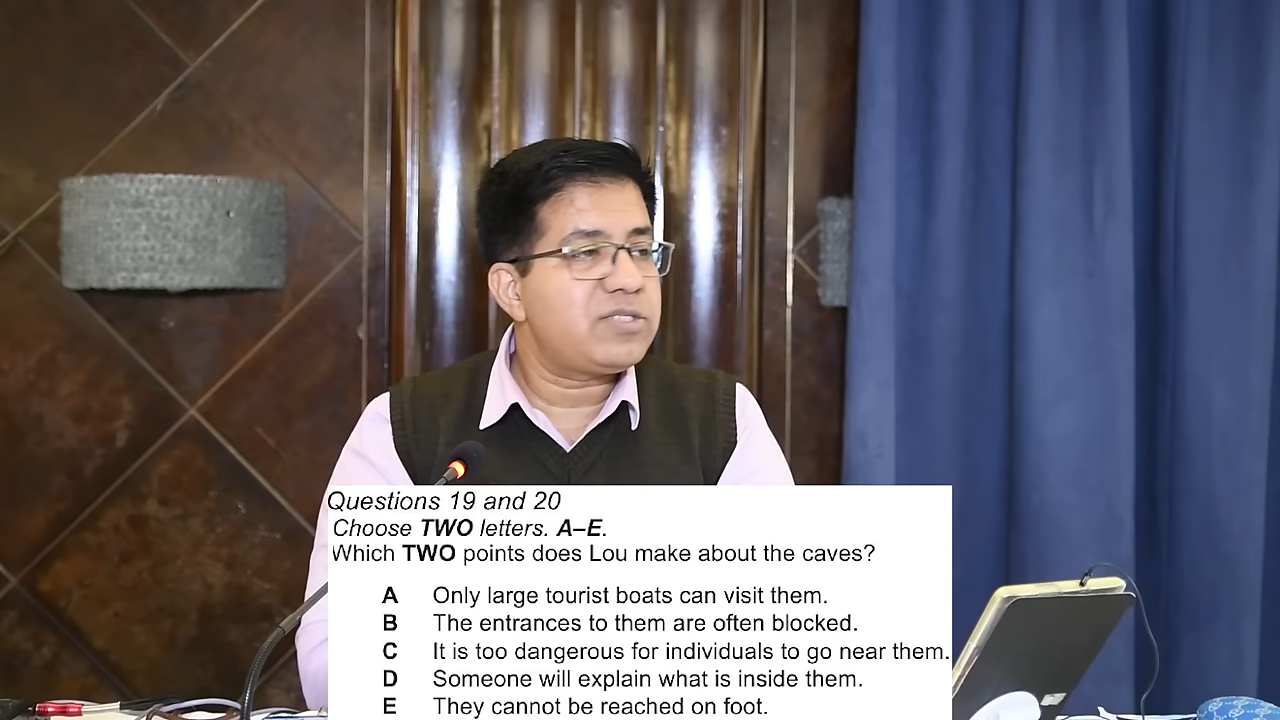 Questions 19 and 20
Choose TWO letters. A–E.
Which TWO points does Lou make about the caves?
A Only large tourist boats can visit them.
B The entrances to them are often blocked.
C It is too dangerous for individuals to go near them.
D Someone will explain what is inside them.
E They cannot be reached on foot.